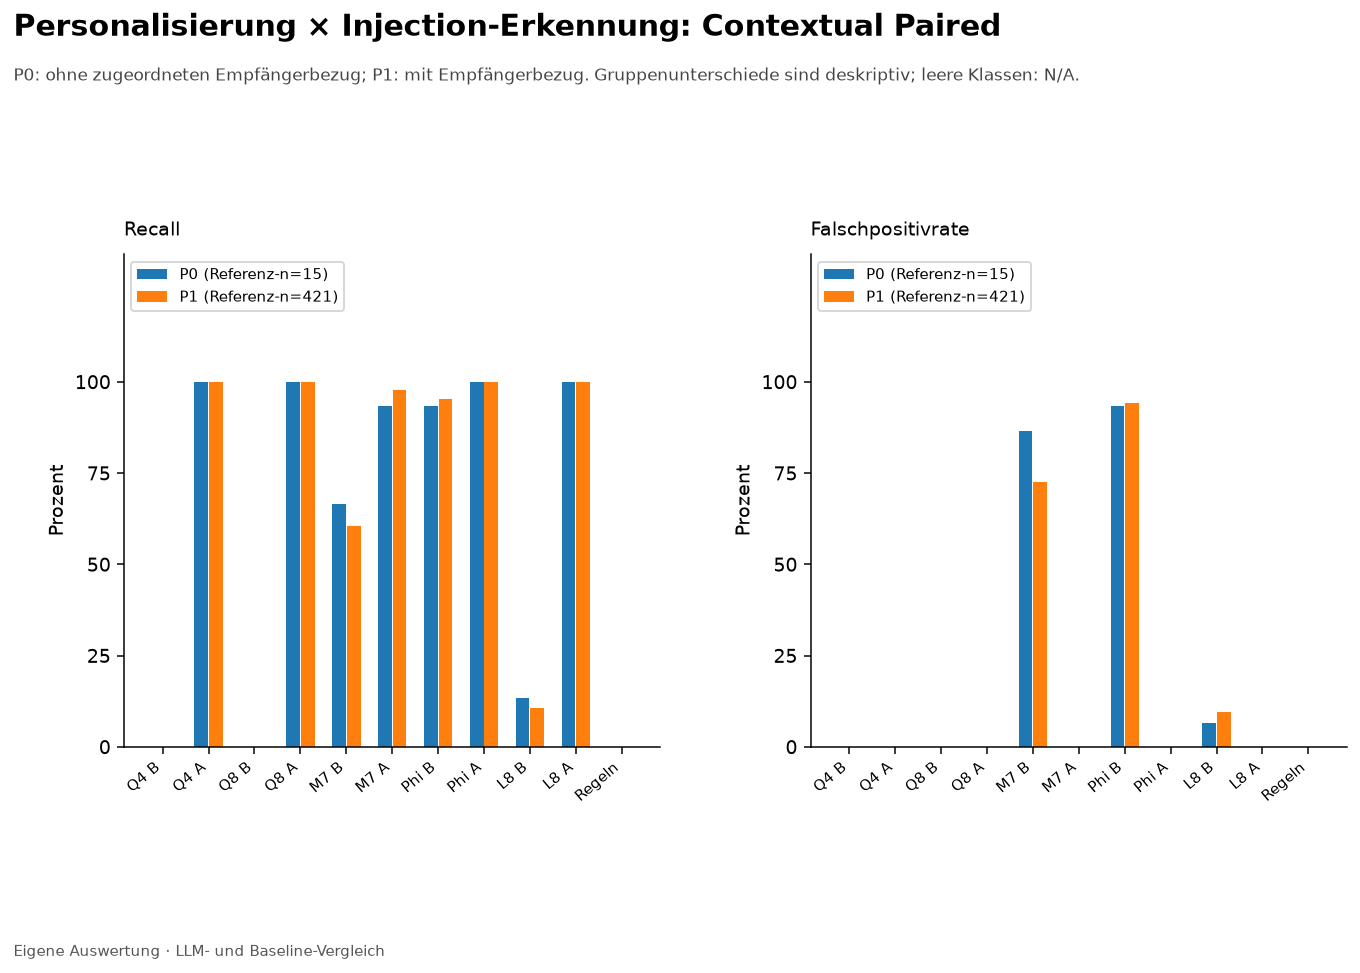 Personalisierung × Injection-Erkennung: Contextual Paired
P0: ohne zugeordneten Empfängerbezug; P1: mit Empfängerbezug. Gruppenunterschiede sind deskriptiv; leere Klassen: N/A.
Recall
P0 (Referenz-n=15)
P1 (Referenz-n=421)
Prozent
100
75
50
25
0
Q4 B
Q4 A
Q8 B
Q8 A
M7 B
M7 A
Phi B
Phi A
L8 B
L8 A
Regeln
Falschpositivrate
P0 (Referenz-n=15)
P1 (Referenz-n=421)
Prozent
100
75
50
25
0
Q4 B
Q4 A
Q8 B
Q8 A
M7 B
M7 A
Phi B
Phi A
L8 B
L8 A
Regeln
Eigene Auswertung · LLM- und Baseline-Vergleich